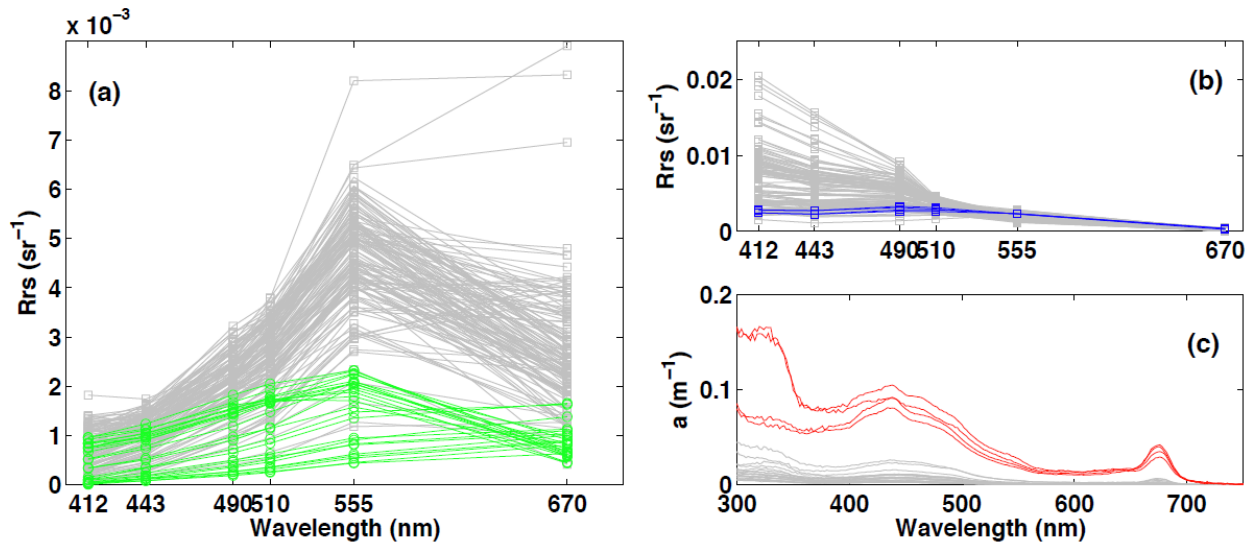 x 10−3
(a)
8
7
6
5
4
3
2
1
0
Rrs (sr−1)
412 443 490 510 555 670
Wavelength (nm)
(b)
0.02
0.01
0
Rrs (sr−1)
412 443 490 510 555 670
(c)
0.2
0.1
0
a (m−1)
300 400 500 600 700
Wavelength (nm)